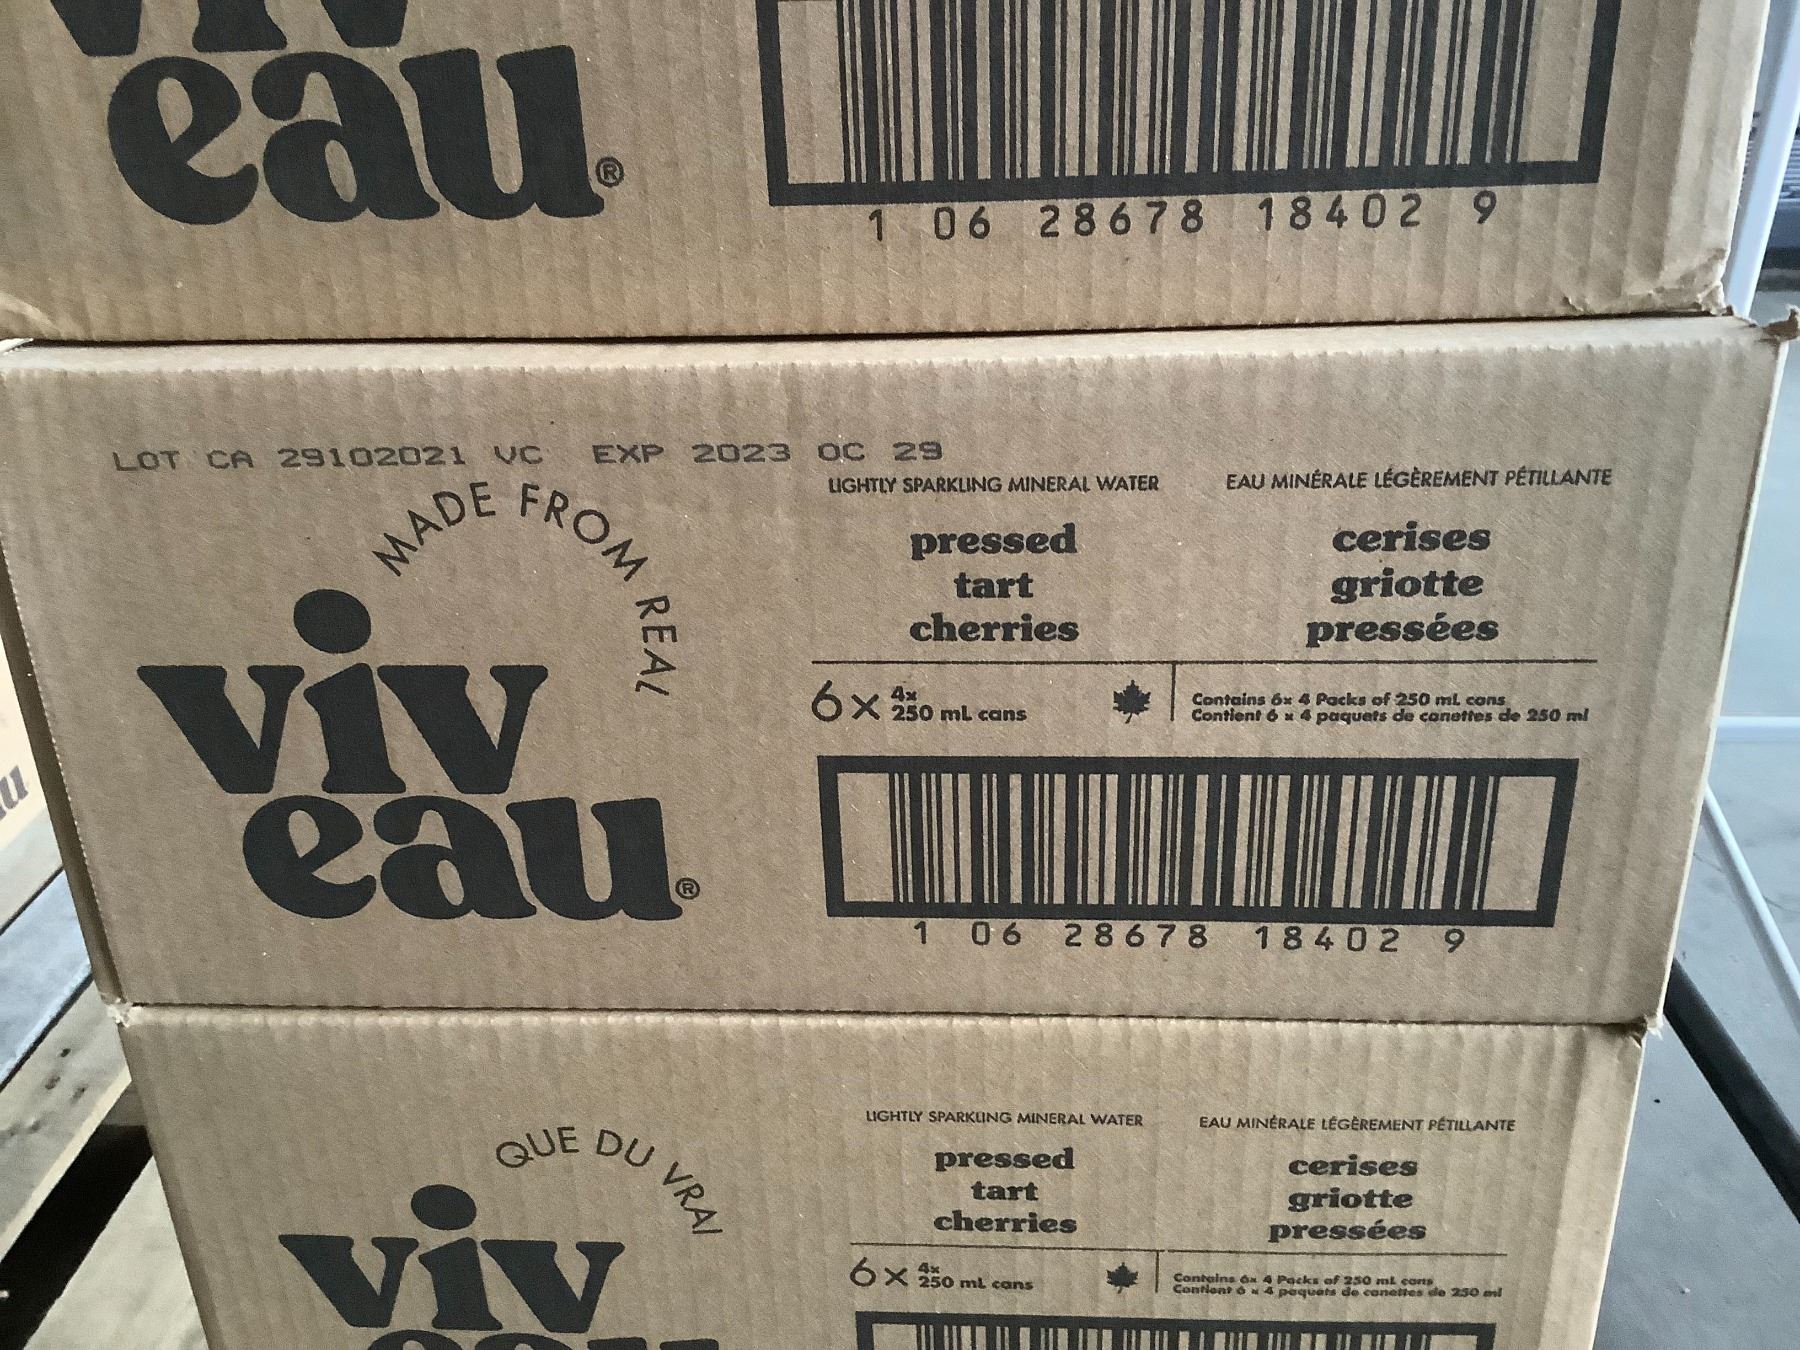 viv
eau®
1 06 28678 18402 9
LOT CA 29102021 VC EXP 2023 OC 29
MADE FROM REAL
viv
eau®
LIGHTLY SPARKLING MINERAL WATER
pressed
tart
cherries
EAU MINÉRALE LÉGÈREMENT PÉTILLANTE
cerises
griotte
pressées
6x 4x
250 mL cans
Contains 6x 4 Packs of 250 mL cans
Contient 6 x 4 paquets de canettes de 250 ml
1 06 28678 18402 9
QUE DU VRAI
viv
eau
LIGHTLY SPARKLING MINERAL WATER
pressed
tart
cherries
EAU MINÉRALE LÉGÈREMENT PÉTILLANTE
cerises
griotte
pressées
6x 4x
250 mL cans
Contains 6x 4 Packs of 250 mL cans
Contient 6 x 4 paquets de canettes de 250 ml